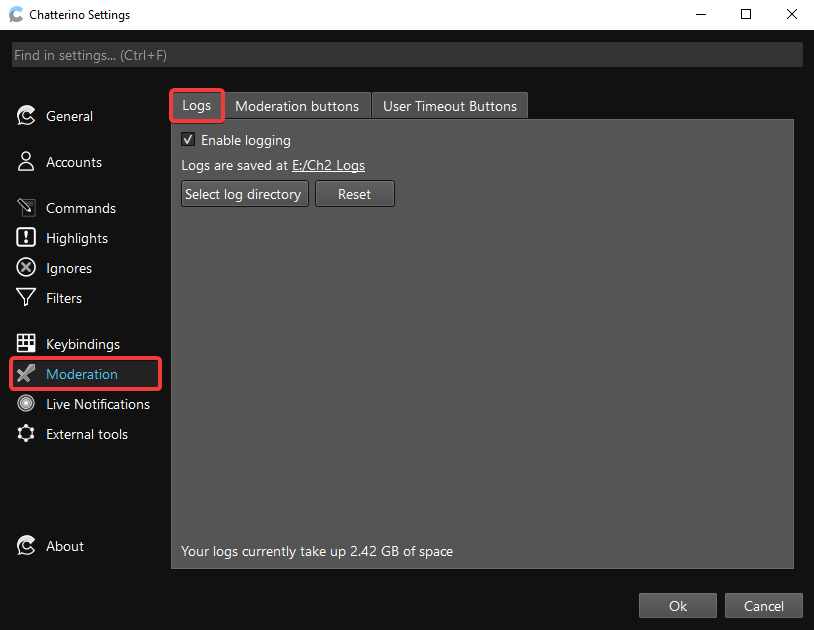 Chatterino Settings
Find in settings... (Ctrl+F)
General
Accounts
Commands
Highlights
Ignores
Filters
Keybindings
Moderation
Live Notifications
External tools
About
Logs Moderation buttons User Timeout Buttons
Enable logging
Logs are saved at E:/Ch2 Logs
Select log directory Reset
Your logs currently take up 2.42 GB of space
Ok Cancel